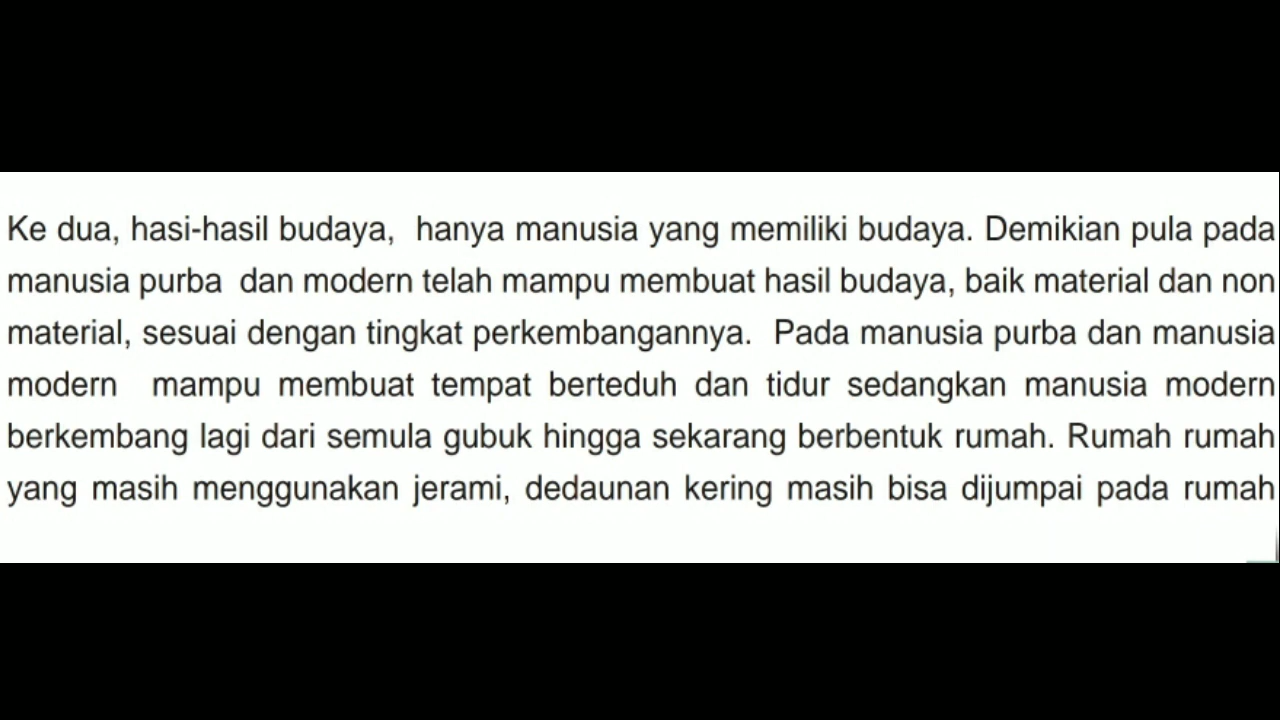 Ke dua, hasi-hasil budaya,  hanya manusia yang memiliki budaya. Demikian pula pada
manusia purba  dan modern telah mampu membuat hasil budaya, baik material dan non
material, sesuai dengan tingkat perkembangannya.  Pada manusia purba dan manusia
modern  mampu membuat tempat berteduh dan tidur sedangkan manusia modern
berkembang lagi dari semula gubuk hingga sekarang berbentuk rumah. Rumah rumah
yang masih menggunakan jerami, dedaunan kering masih bisa dijumpai pada rumah